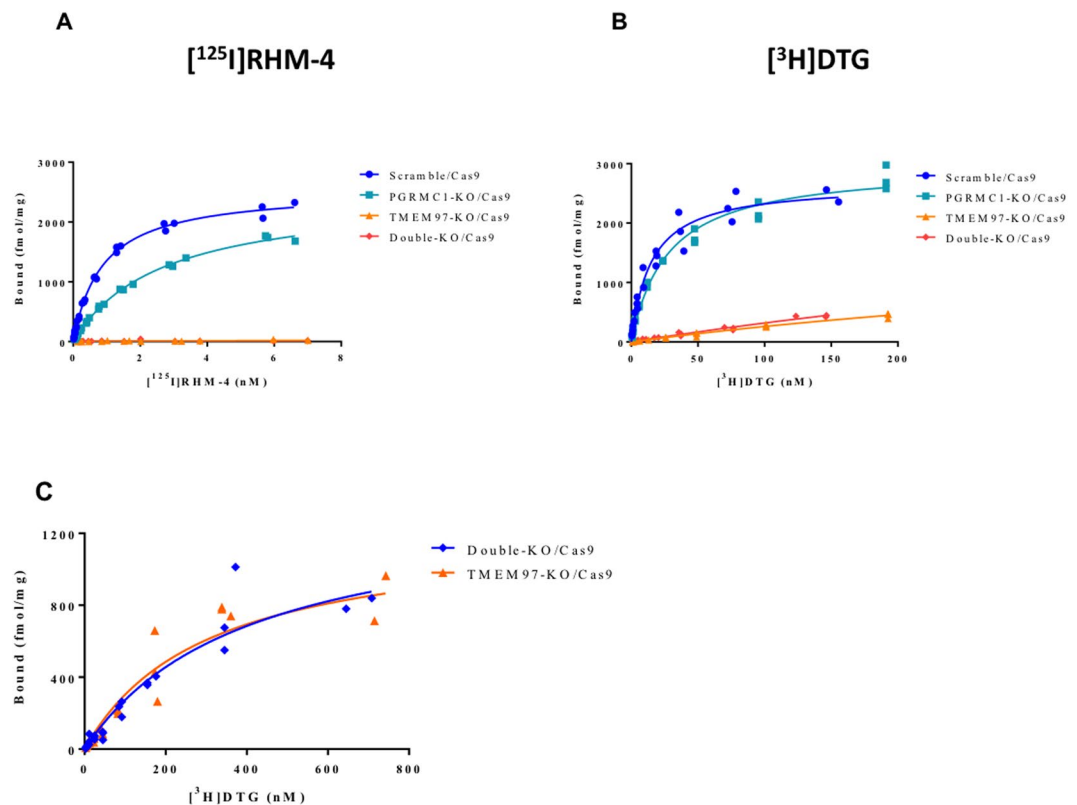 A
[¹²⁵I]RHM-4
3000
2000
1000
0
0 2 4 6 8
Bound (fmol/mg)
[¹²⁵I]RHM-4 (nM)
Scramble/Cas9
PGRMC1-KO/Cas9
TMEM97-KO/Cas9
Double-KO/Cas9
B
[³H]DTG
3000
2000
1000
0
0 50 100 150 200
Bound (fmol/mg)
[³H]DTG (nM)
Scramble/Cas9
PGRMC1-KO/Cas9
TMEM97-KO/Cas9
Double-KO/Cas9
C
1200
800
400
0
0 200 400 600 800
Bound (fmol/mg)
[³H]DTG (nM)
Double-KO/Cas9
TMEM97-KO/Cas9